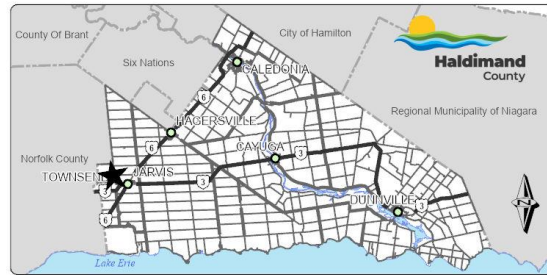 County Of Brant
City of Hamilton
Haldimand
County
Six Nations
CALEDONIA
6
Regional Municipality of Niagara
HAGERSVILLE
6
CAYUGA
3
Norfolk County
TOWNSEND
JARVIS
3
3
DUNNVILLE
3
6
Lake Erie
N